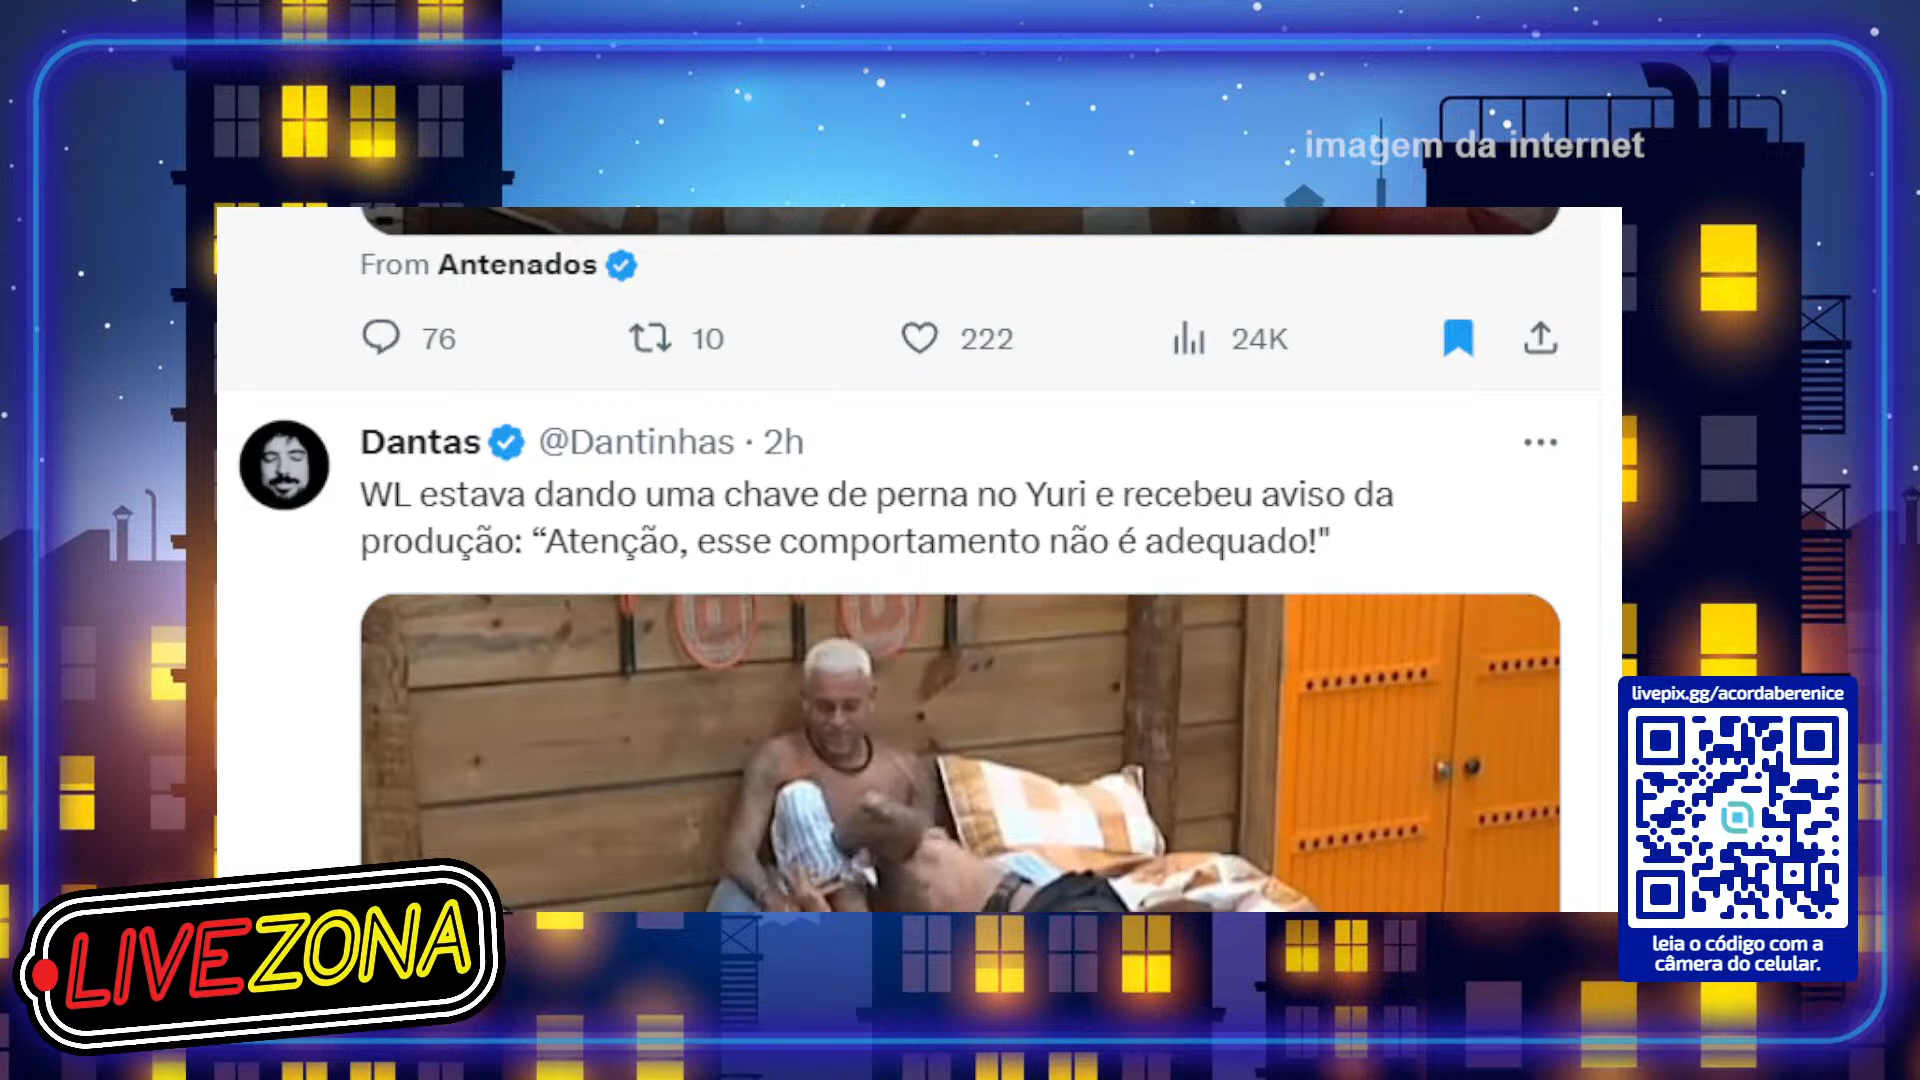 imagem da internet
From Antenados
76 10 222 24K
Dantas @Dantinhas · 2h
WL estava dando uma chave de perna no Yuri e recebeu aviso da
produção: “Atenção, esse comportamento não é adequado!"
livepix.gg/acordaberenice
leia o código com a
câmera do celular.
LIVEZONA